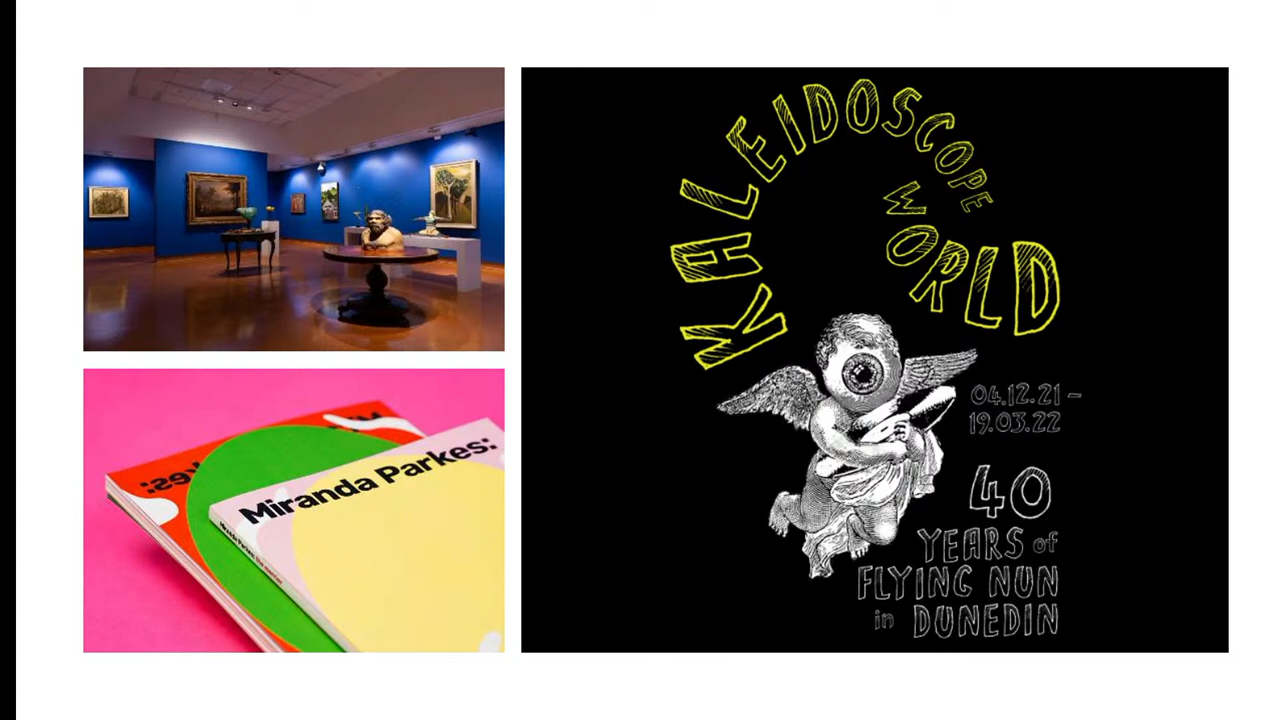 Miranda Parkes:
KALEIDOSCOPE
WORLD
04.12.21 –
19.03.22
40
YEARS of
FLYING NUN
in DUNEDIN